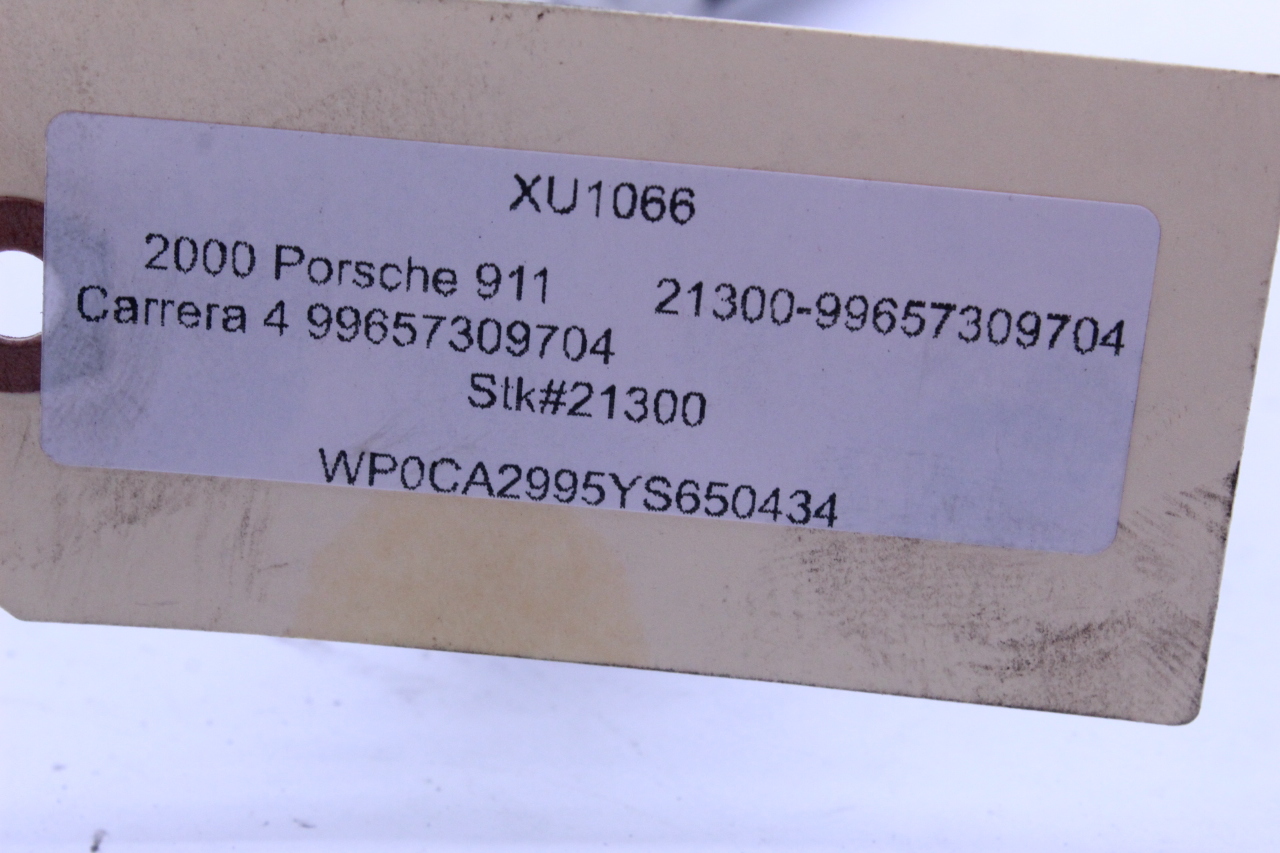 XU1066
2000 Porsche 911
Carrera 4 99657309704
21300-99657309704
Stk#21300
WP0CA2995YS650434